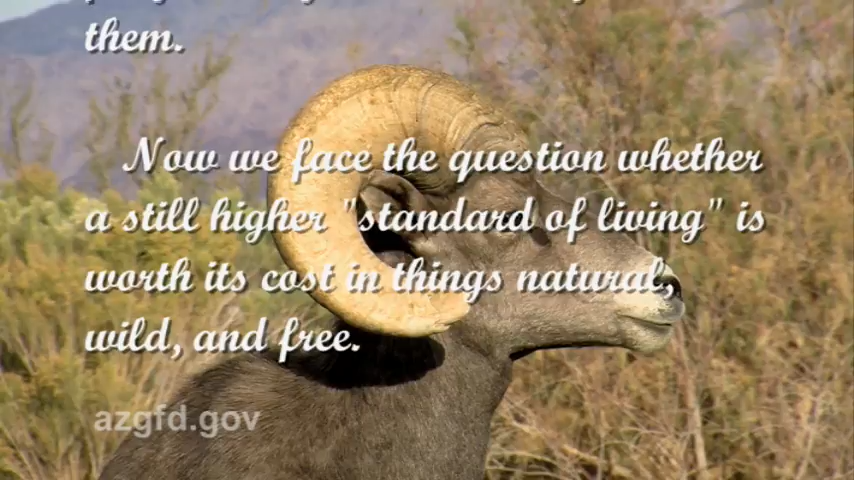 them.
Now we face the question whether
a still higher "standard of living" is
worth its cost in things natural,
wild, and free.
azgfd.gov